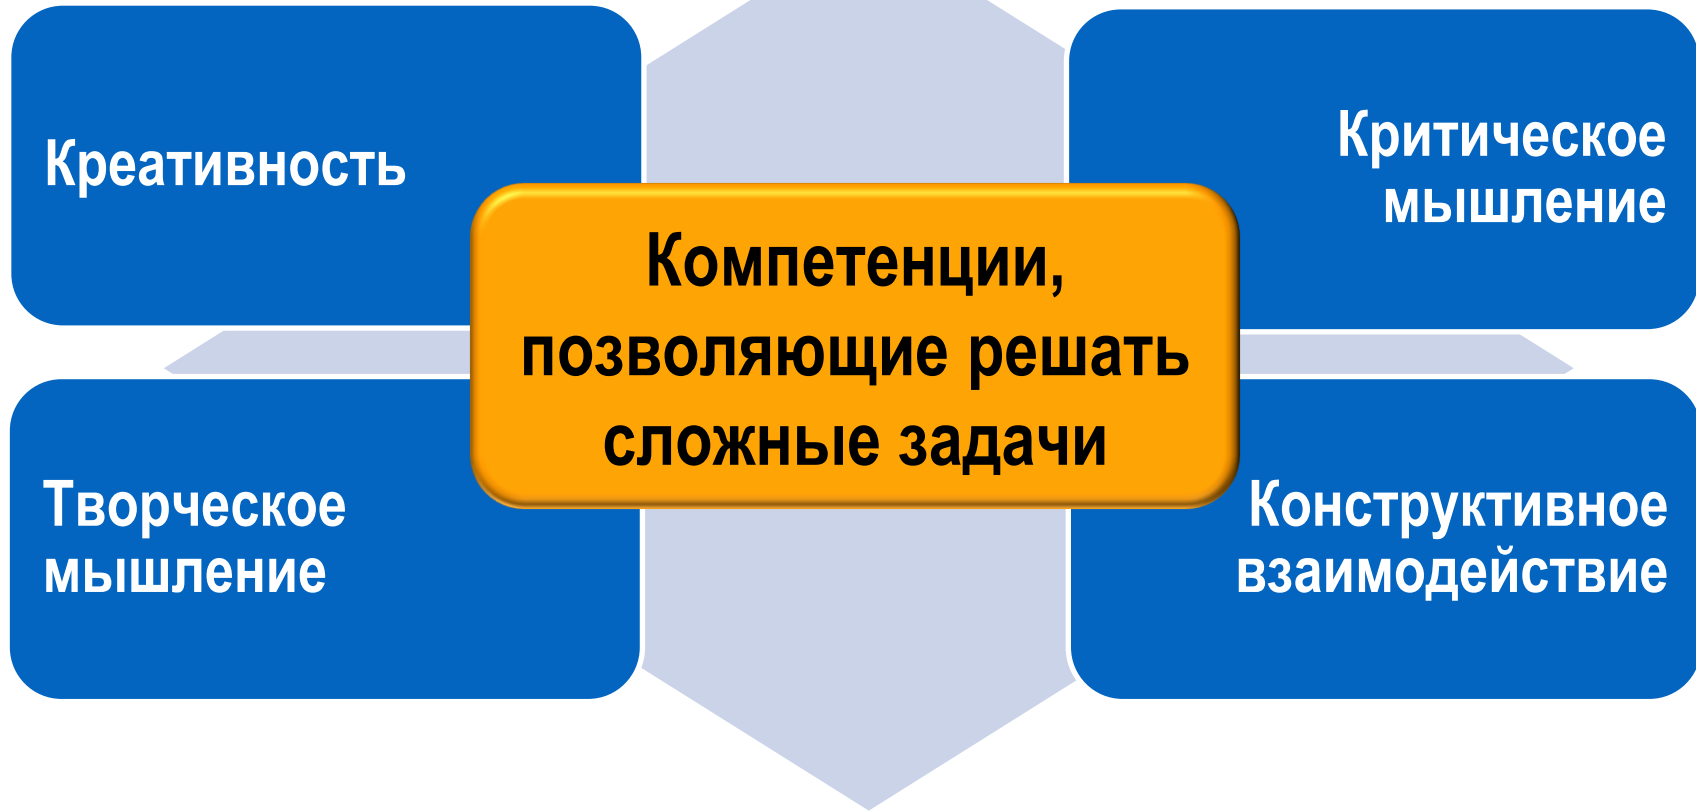 Креативность
Критическое
мышление
Компетенции,
позволяющие решать
сложные задачи
Творческое
мышление
Конструктивное
взаимодействие